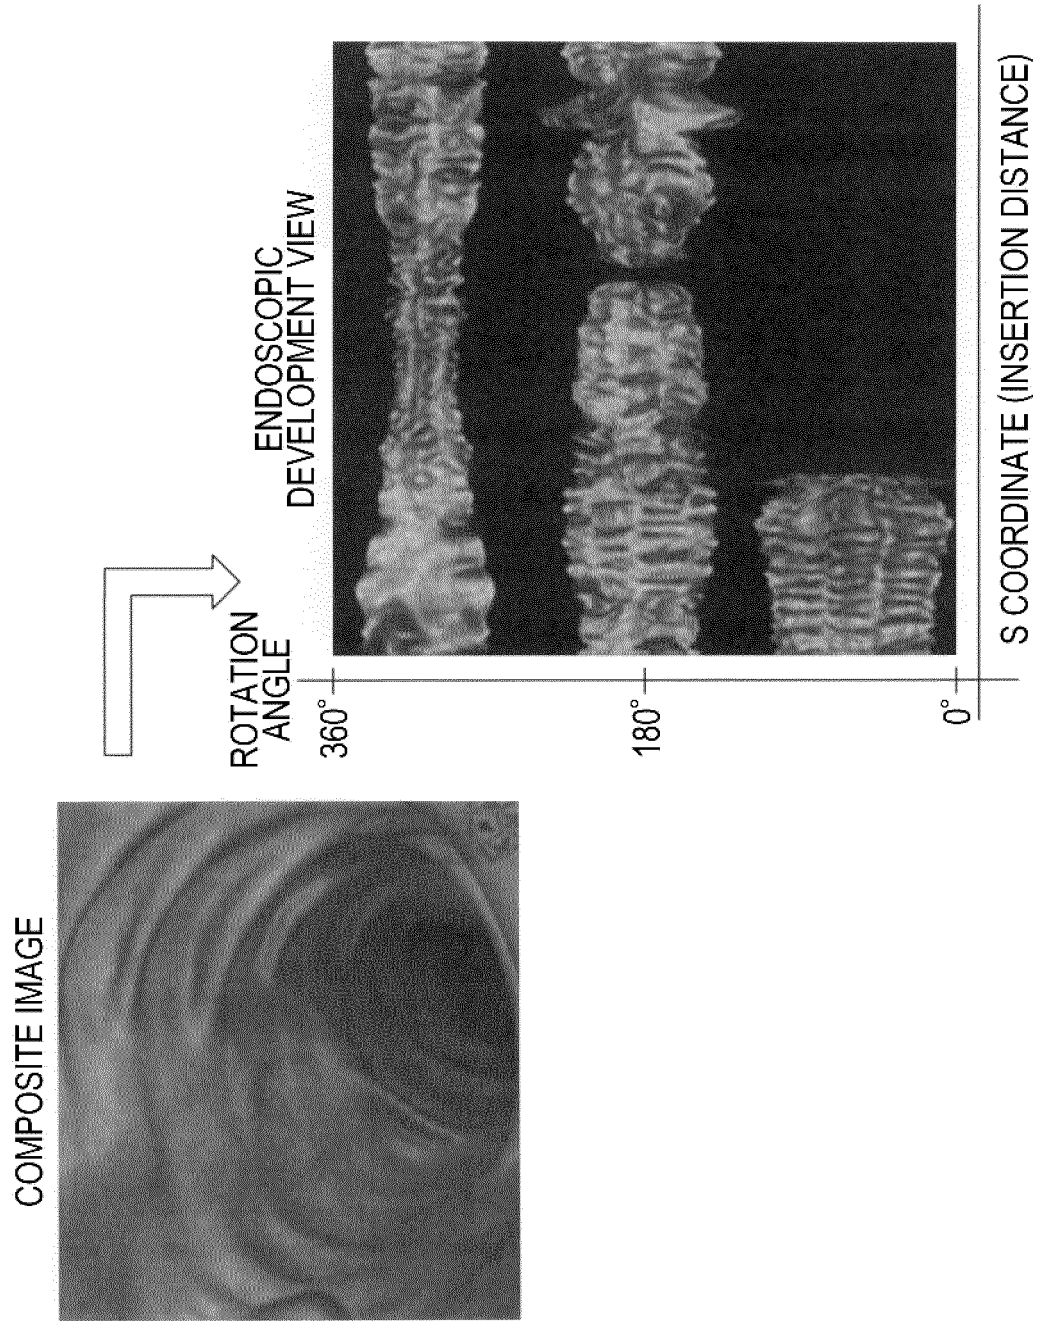 COMPOSITE IMAGE
ENDOSCOPIC
DEVELOPMENT VIEW
ROTATION
ANGLE
360°
180°
0°
S COORDINATE (INSERTION DISTANCE)